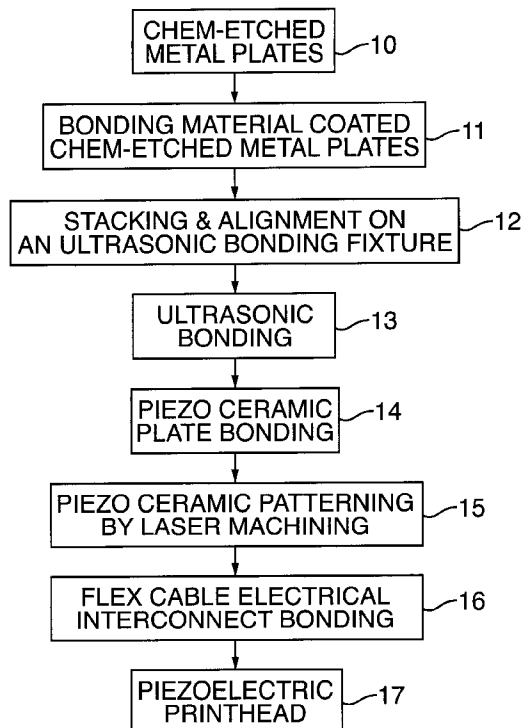 CHEM-ETCHED
METAL PLATES
10
BONDING MATERIAL COATED
CHEM-ETCHED METAL PLATES
11
STACKING & ALIGNMENT ON
AN ULTRASONIC BONDING FIXTURE
12
ULTRASONIC
BONDING
13
PIEZO CERAMIC
PLATE BONDING
14
PIEZO CERAMIC PATTERNING
BY LASER MACHINING
15
FLEX CABLE ELECTRICAL
INTERCONNECT BONDING
16
PIEZOELECTRIC
PRINTHEAD
17